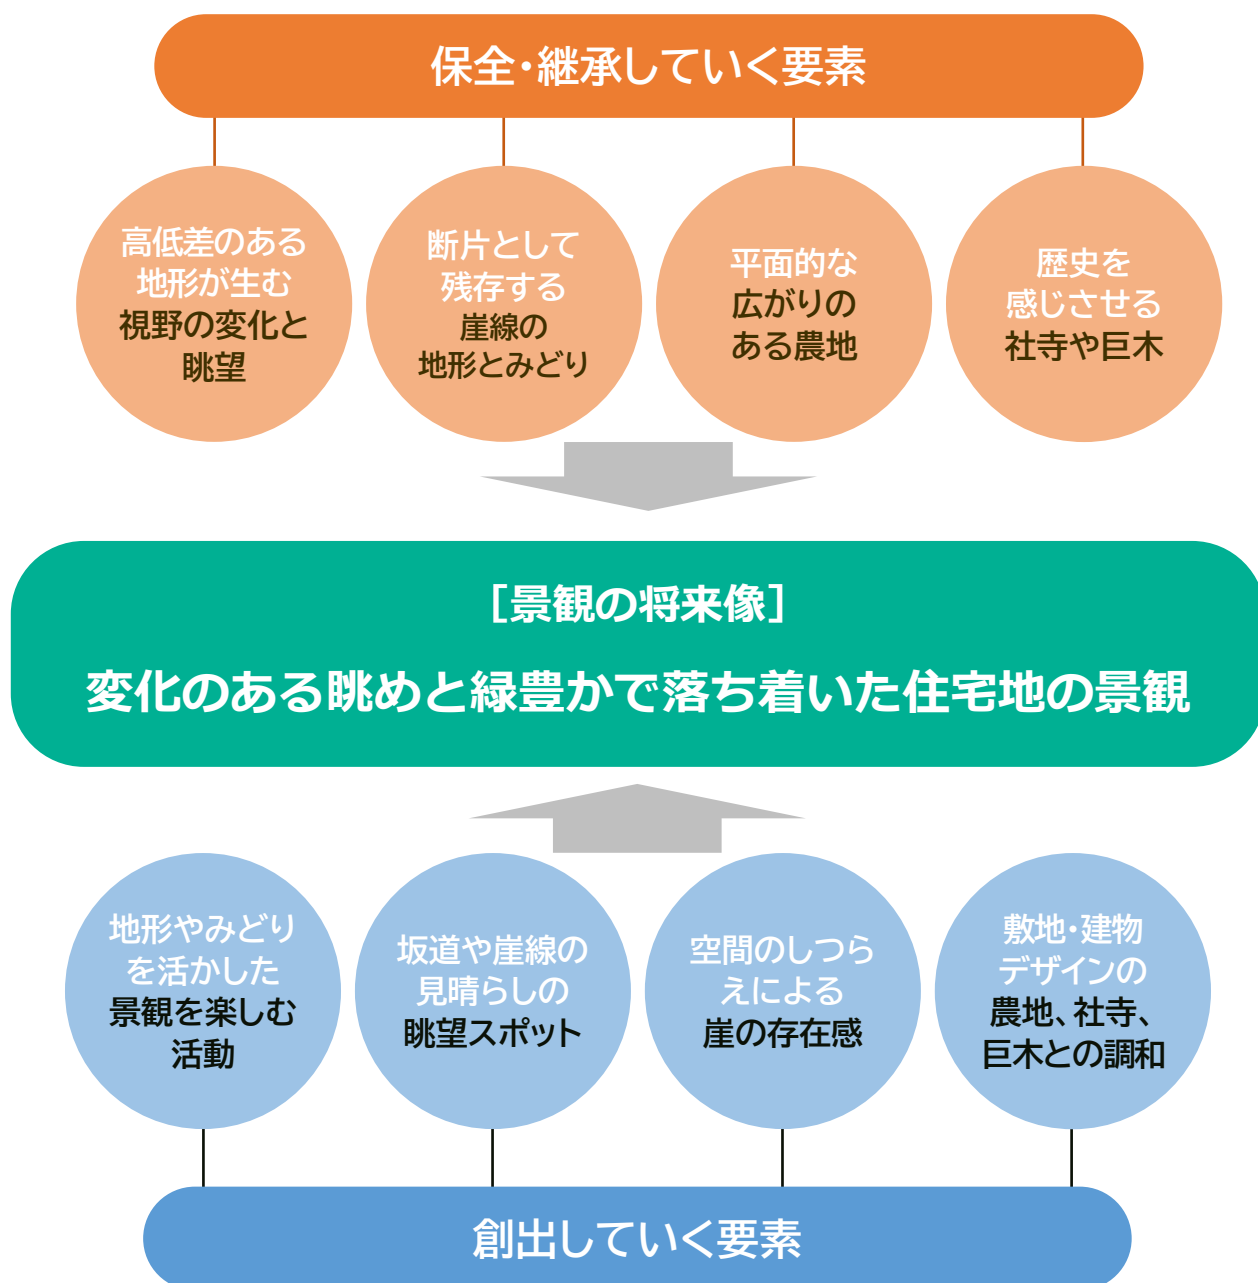 保全・継承していく要素
高低差のある
地形が生む
視野の変化と
眺望
断片として
残存する
崖線の
地形とみどり
平面的な
広がりの
ある農地
歴史を
感じさせる
社寺や巨木
［景観の将来像］
変化のある眺めと緑豊かで落ち着いた住宅地の景観
地形やみどり
を活かした
景観を楽しむ
活動
坂道や崖線の
見晴らしの
眺望スポット
空間のしつら
えによる
崖の存在感
敷地・建物
デザインの
農地、社寺、
巨木との調和
創出していく要素